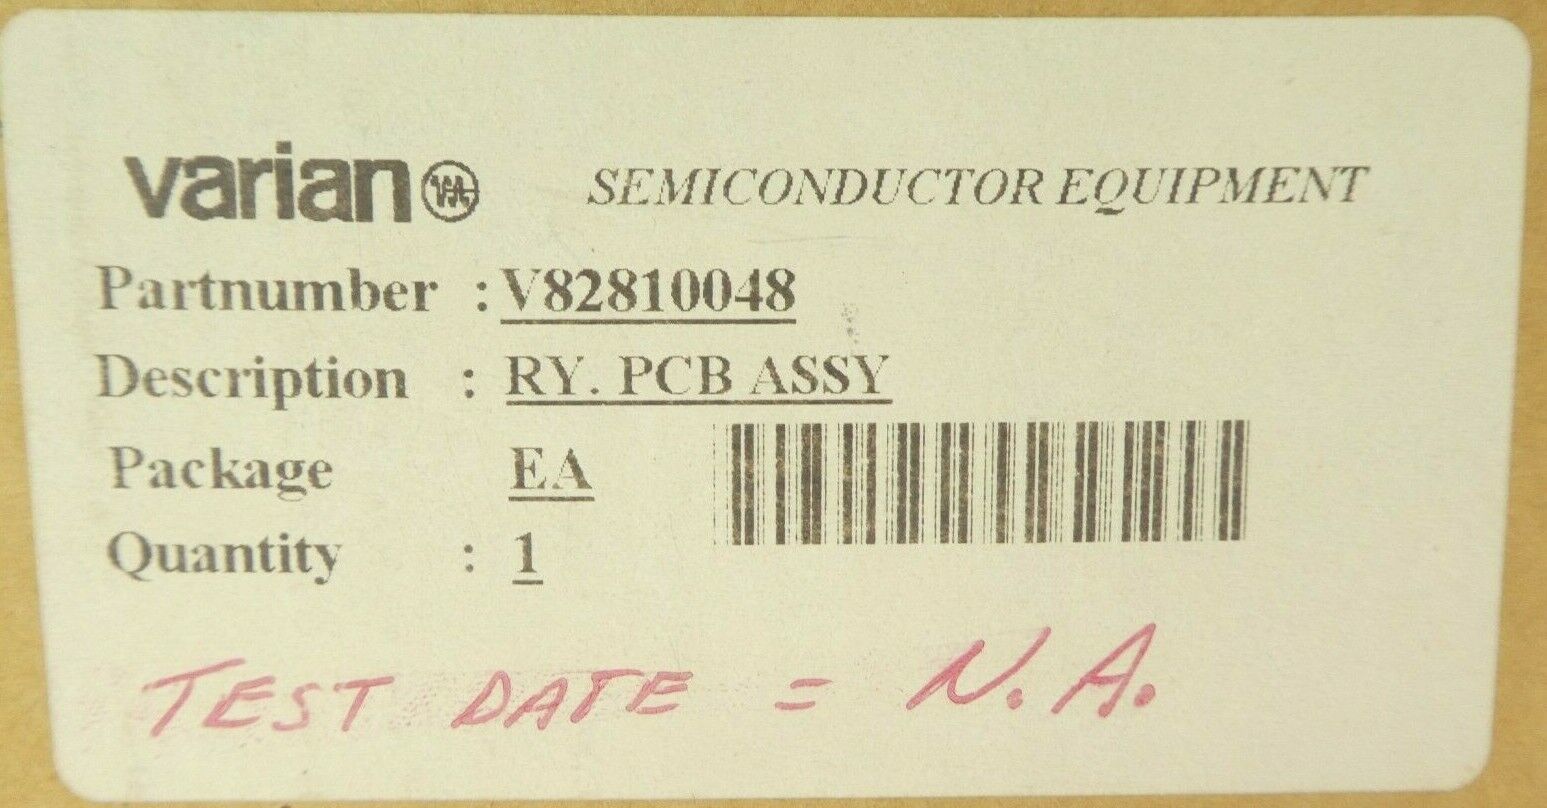 varian SEMICONDUCTOR EQUIPMENT
Partnumber : V82810048
Description : RY. PCB ASSY
Package EA
Quantity : 1
TEST DATE = N.A.